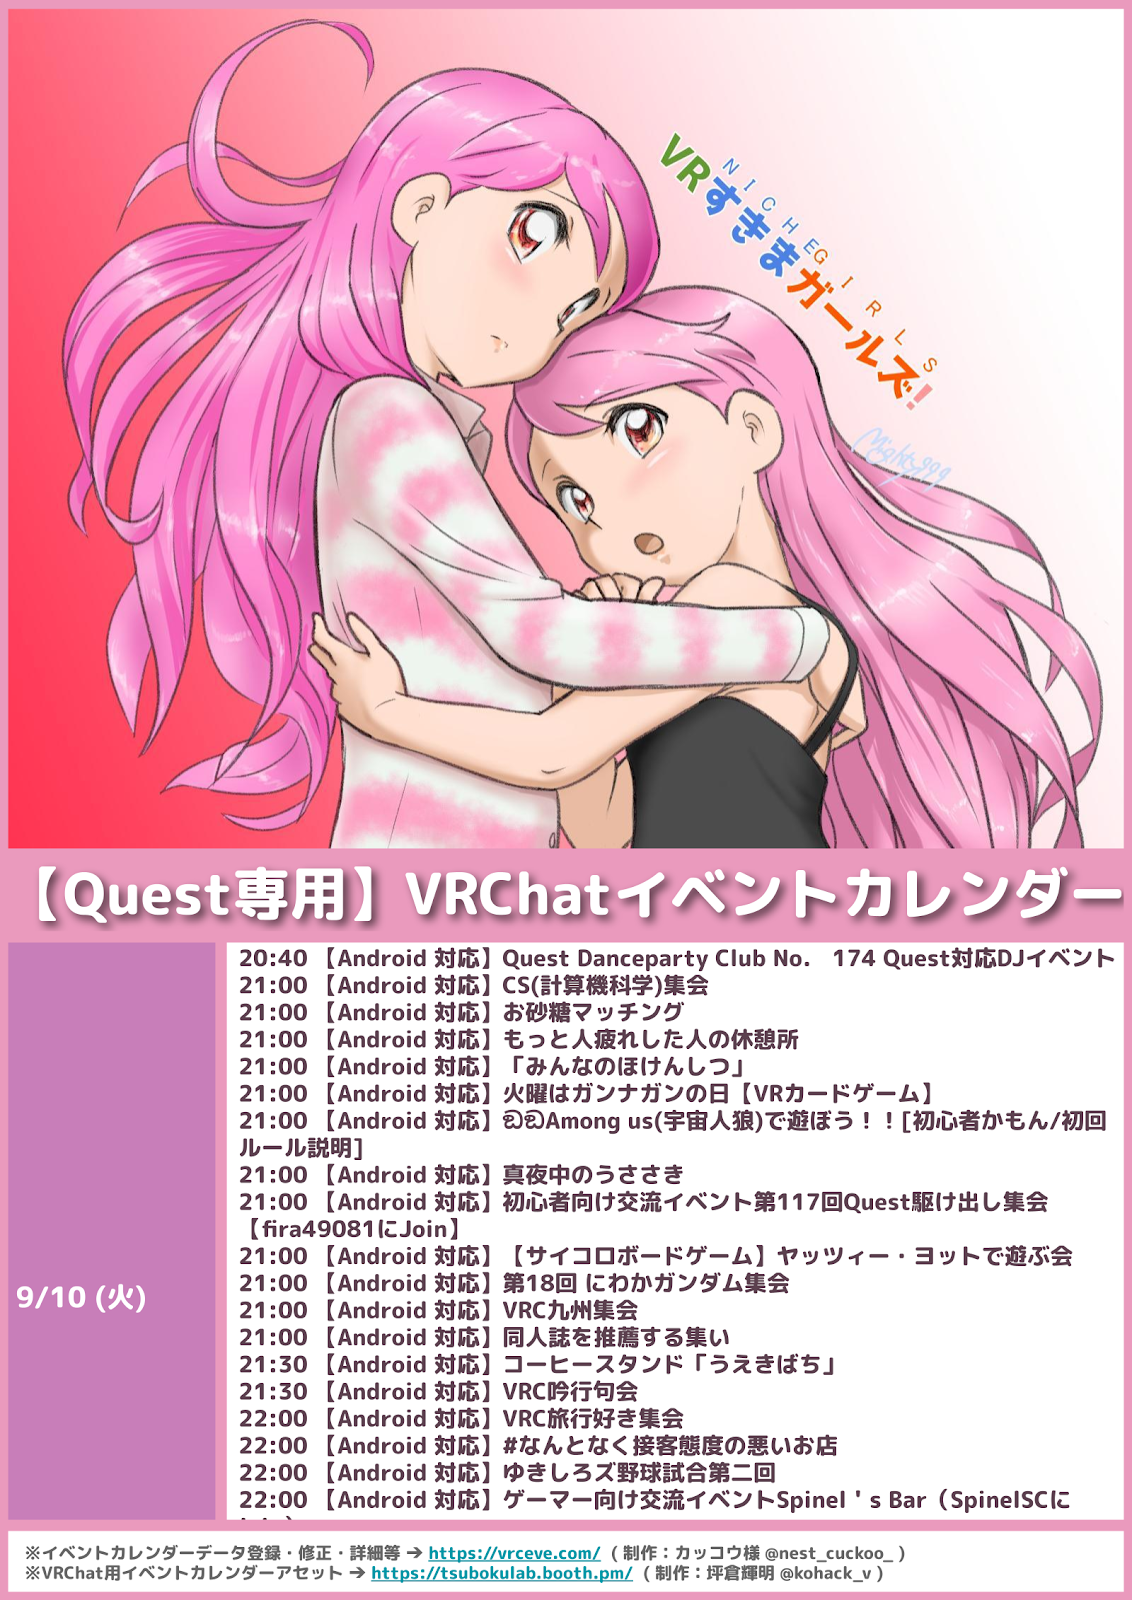 NICHEGIRLS
VRすきまガールズ!
Mighty999
【Quest専用】VRChatイベントカレンダー
9/10 (火)
20:40 【Android 対応】Quest Danceparty Club No.　174 Quest対応DJイベント
21:00 【Android 対応】CS(計算機科学)集会
21:00 【Android 対応】お砂糖マッチング
21:00 【Android 対応】もっと人疲れした人の休憩所
21:00 【Android 対応】「みんなのほけんしつ」
21:00 【Android 対応】火曜はガンナガンの日【VRカードゲーム】
21:00 【Android 対応】ඞඞAmong us(宇宙人狼)で遊ぼう！！[初心者かもん/初回
ルール説明]
21:00 【Android 対応】真夜中のうささき
21:00 【Android 対応】初心者向け交流イベント第117回Quest駆け出し集会
【fira49081にJoin】
21:00 【Android 対応】【サイコロボードゲーム】ヤッツィー・ヨットで遊ぶ会
21:00 【Android 対応】第18回 にわかガンダム集会
21:00 【Android 対応】VRC九州集会
21:00 【Android 対応】同人誌を推薦する集い
21:30 【Android 対応】コーヒースタンド「うえきばち」
21:30 【Android 対応】VRC吟行句会
22:00 【Android 対応】VRC旅行好き集会
22:00 【Android 対応】#なんとなく接客態度の悪いお店
22:00 【Android 対応】ゆきしろズ野球試合第二回
22:00 【Android 対応】ゲーマー向け交流イベントSpinel ' s Bar（SpinelSCに
※イベントカレンダーデータ登録・修正・詳細等 → https://vrceve.com/ （ 制作：カッコウ様 @nest_cuckoo_ ）
※VRChat用イベントカレンダーアセット → https://tsubokulab.booth.pm/ （ 制作：坪倉輝明 @kohack_v ）